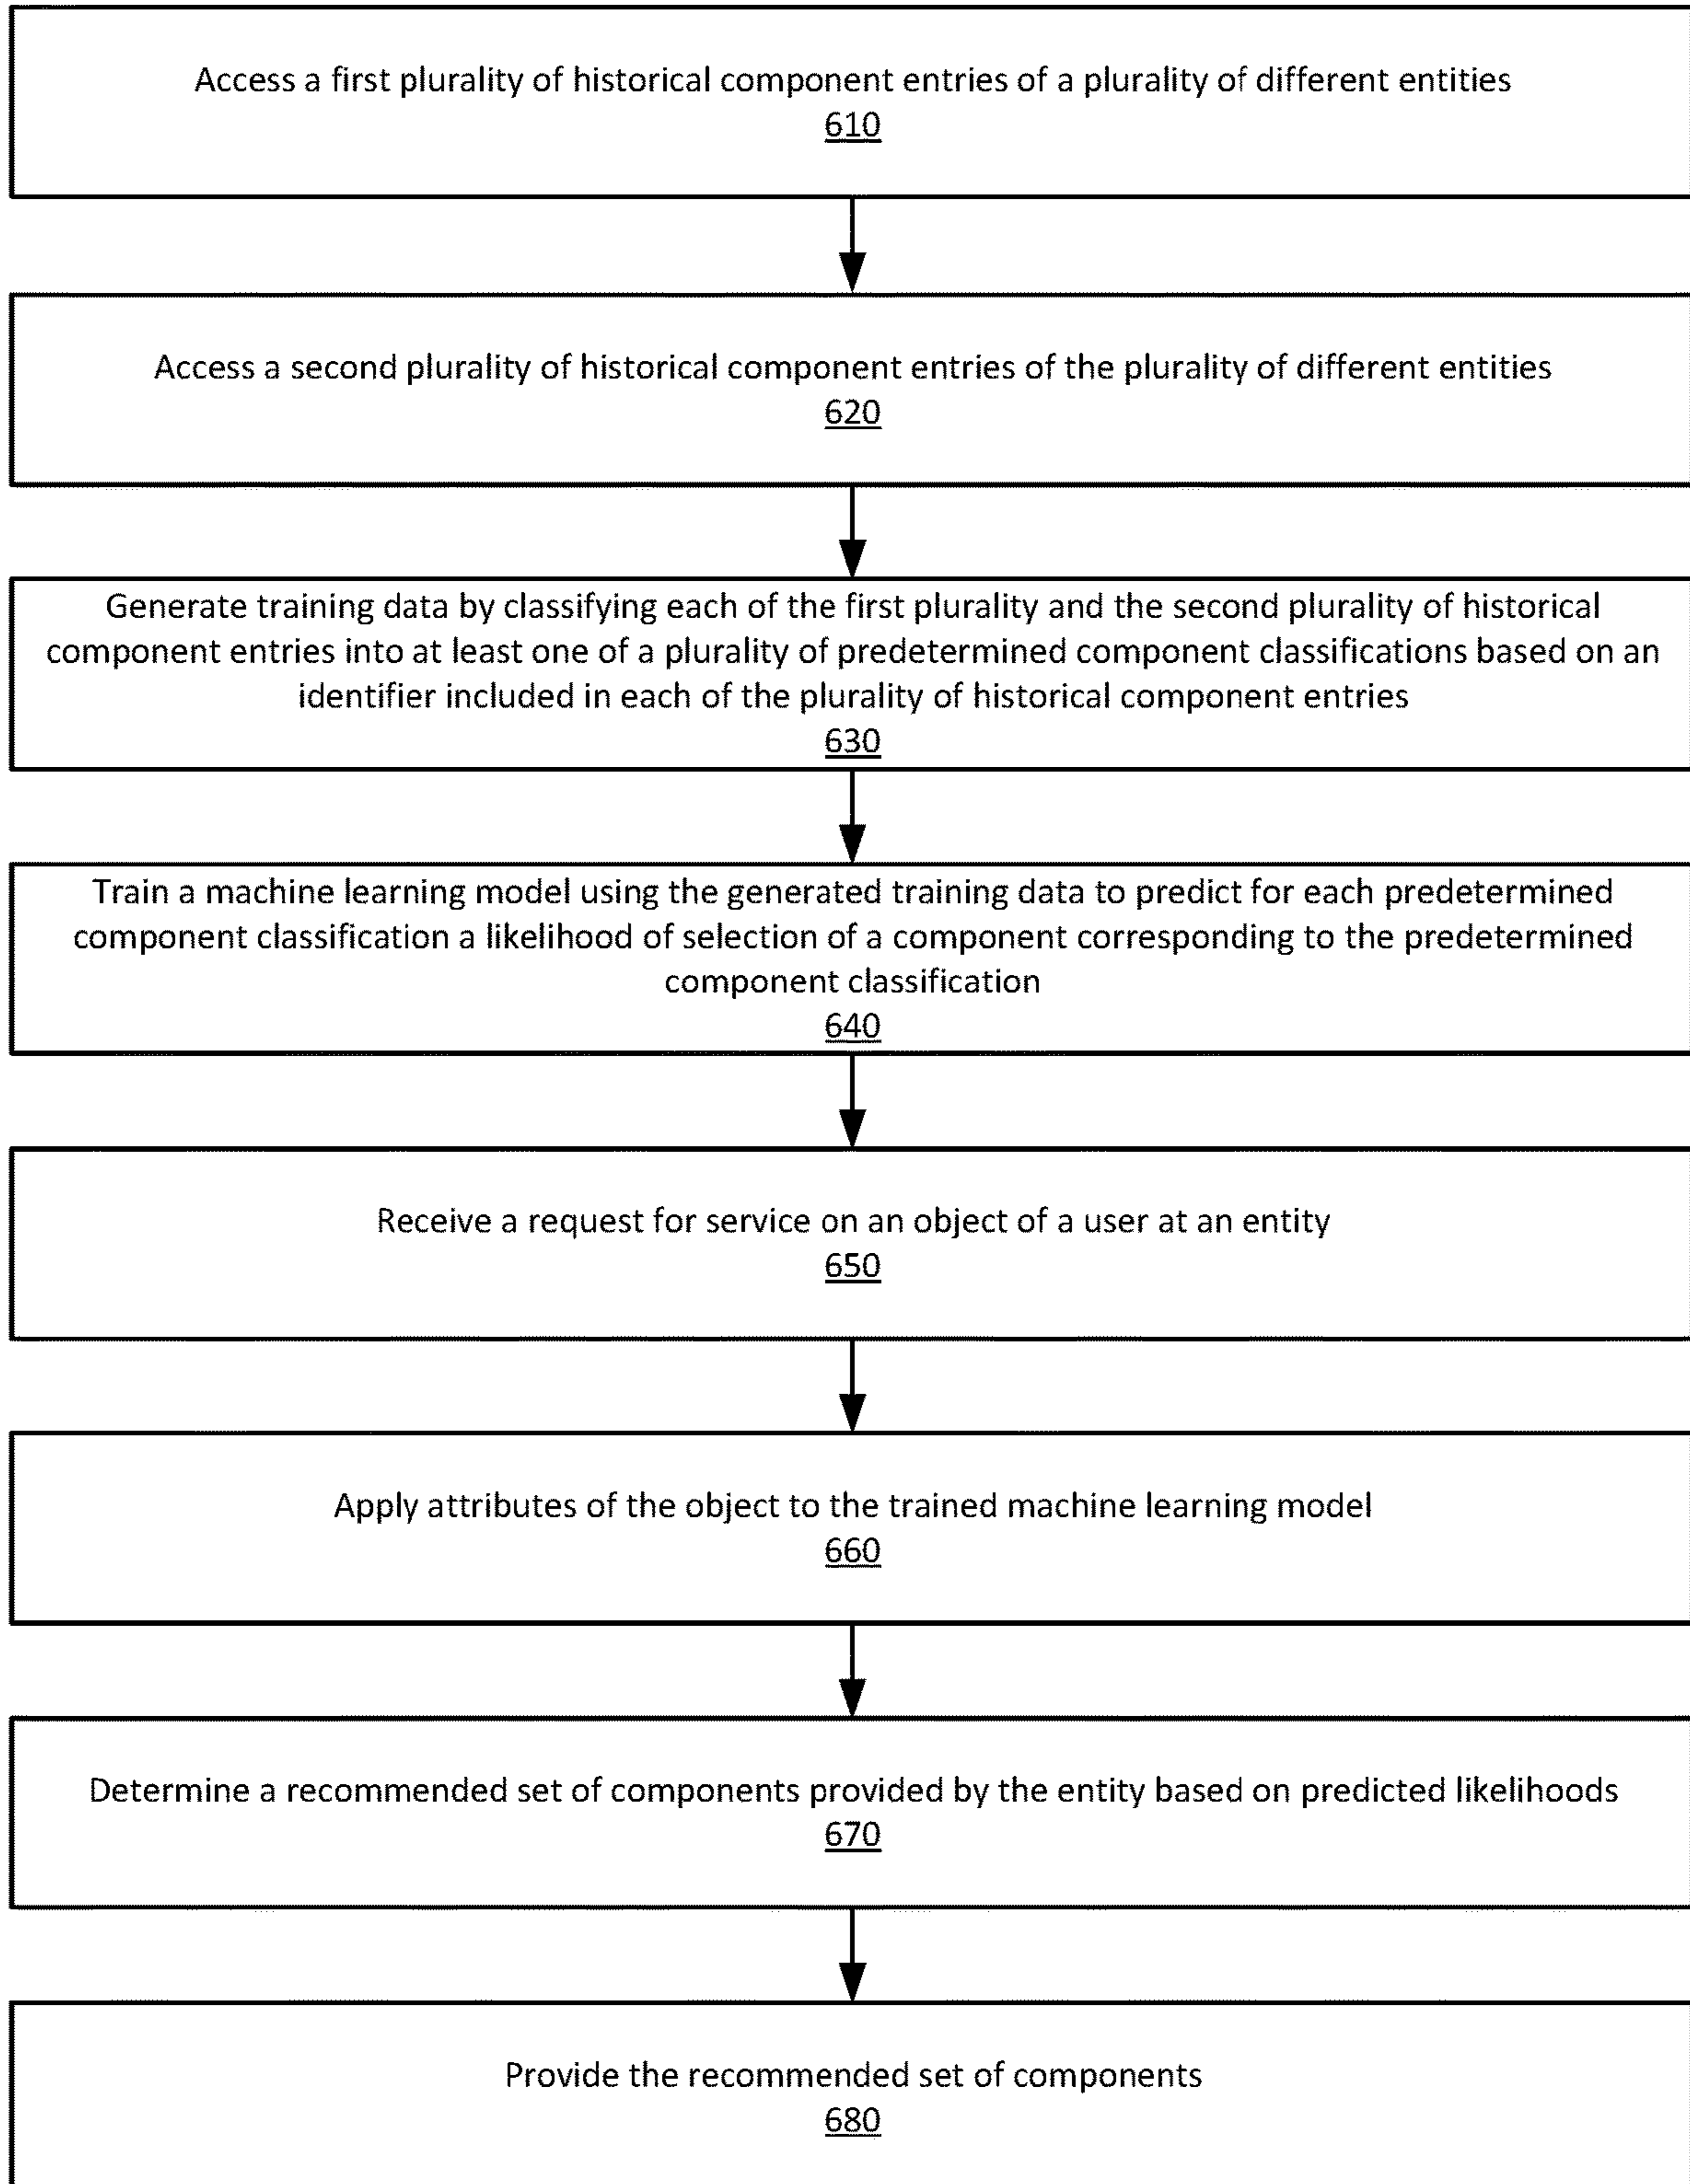 Access a first plurality of historical component entries of a plurality of different entities
610
Access a second plurality of historical component entries of the plurality of different entities
620
Generate training data by classifying each of the first plurality and the second plurality of historical
component entries into at least one of a plurality of predetermined component classifications based on an
identifier included in each of the plurality of historical component entries
630
Train a machine learning model using the generated training data to predict for each predetermined
component classification a likelihood of selection of a component corresponding to the predetermined
component classification
640
Receive a request for service on an object of a user at an entity
650
Apply attributes of the object to the trained machine learning model
660
Determine a recommended set of components provided by the entity based on predicted likelihoods
670
Provide the recommended set of components
680